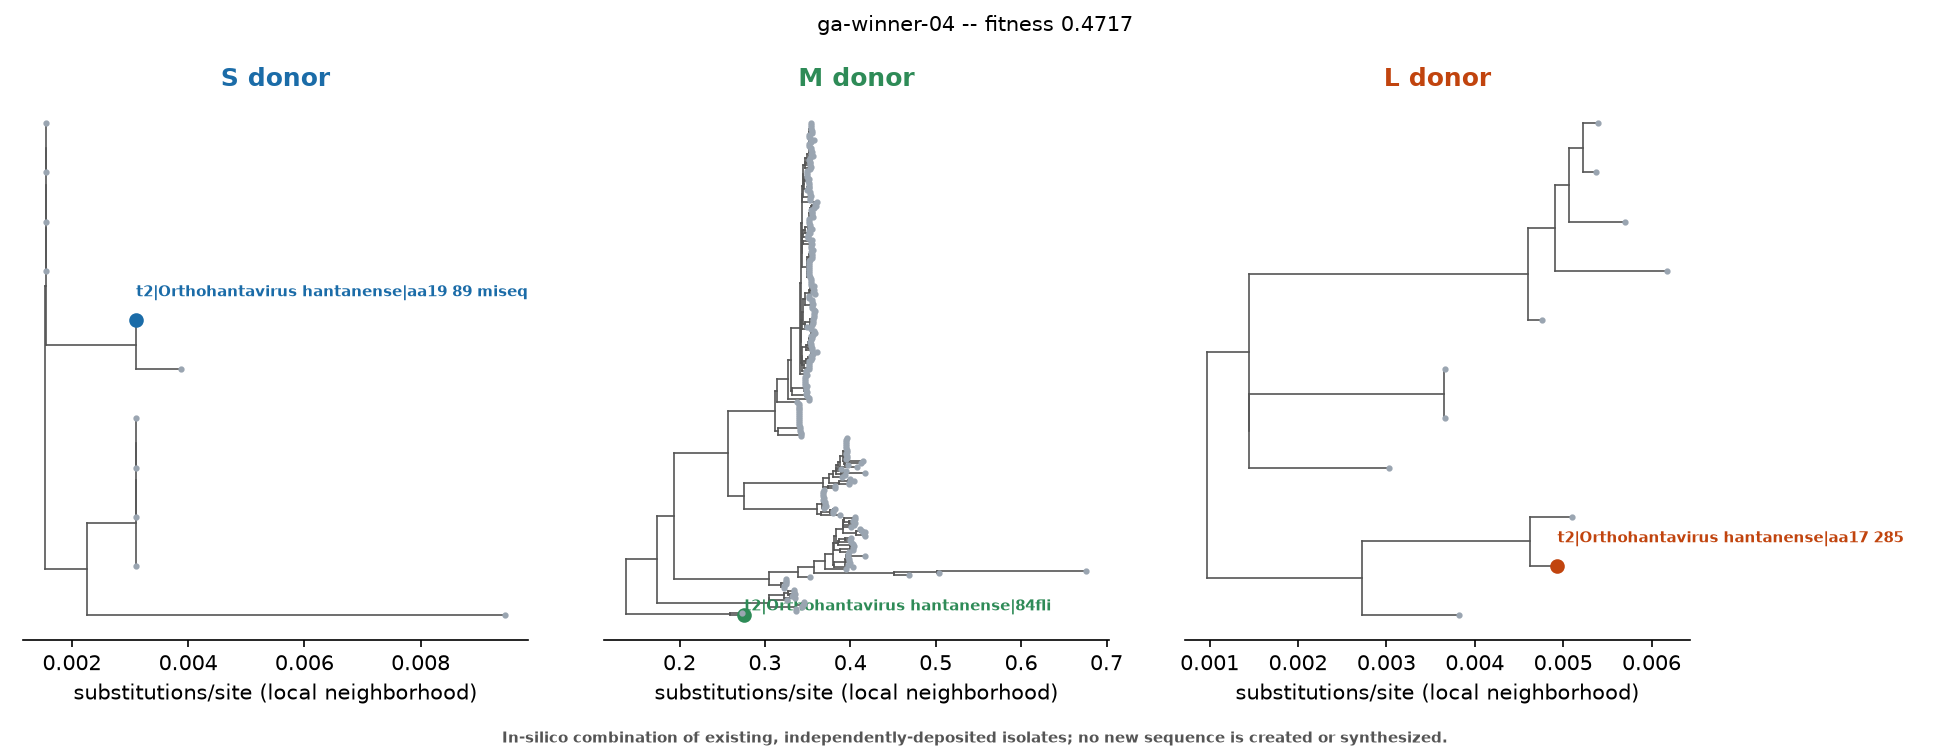 ga-winner-04 -- fitness 0.4717
S donor
M donor
L donor
t2|Orthohantavirus hantanense|aa19 89 miseq
t2|Orthohantavirus hantanense|84fli
t2|Orthohantavirus hantanense|aa17 285
0.002 0.004 0.006 0.008
substitutions/site (local neighborhood)
0.2 0.3 0.4 0.5 0.6 0.7
substitutions/site (local neighborhood)
0.001 0.002 0.003 0.004 0.005 0.006
substitutions/site (local neighborhood)
In-silico combination of existing, independently-deposited isolates; no new sequence is created or synthesized.